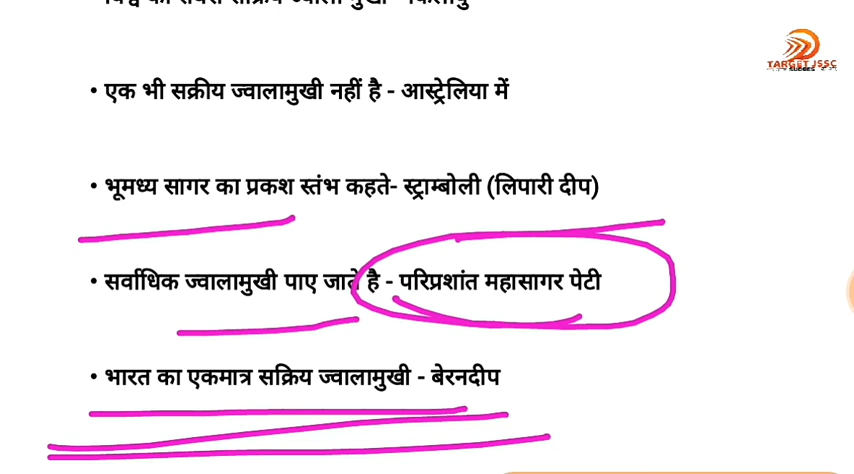 • एक भी सक्रीय ज्वालामुखी नहीं है - आस्ट्रेलिया में
TARGET JSSC
• भूमध्य सागर का प्रकश स्तंभ कहते- स्ट्राम्बोली (लिपारी दीप)
• सर्वाधिक ज्वालामुखी पाए जाते है - परिप्रशांत महासागर पेटी
• भारत का एकमात्र सक्रिय ज्वालामुखी - बेरनदीप